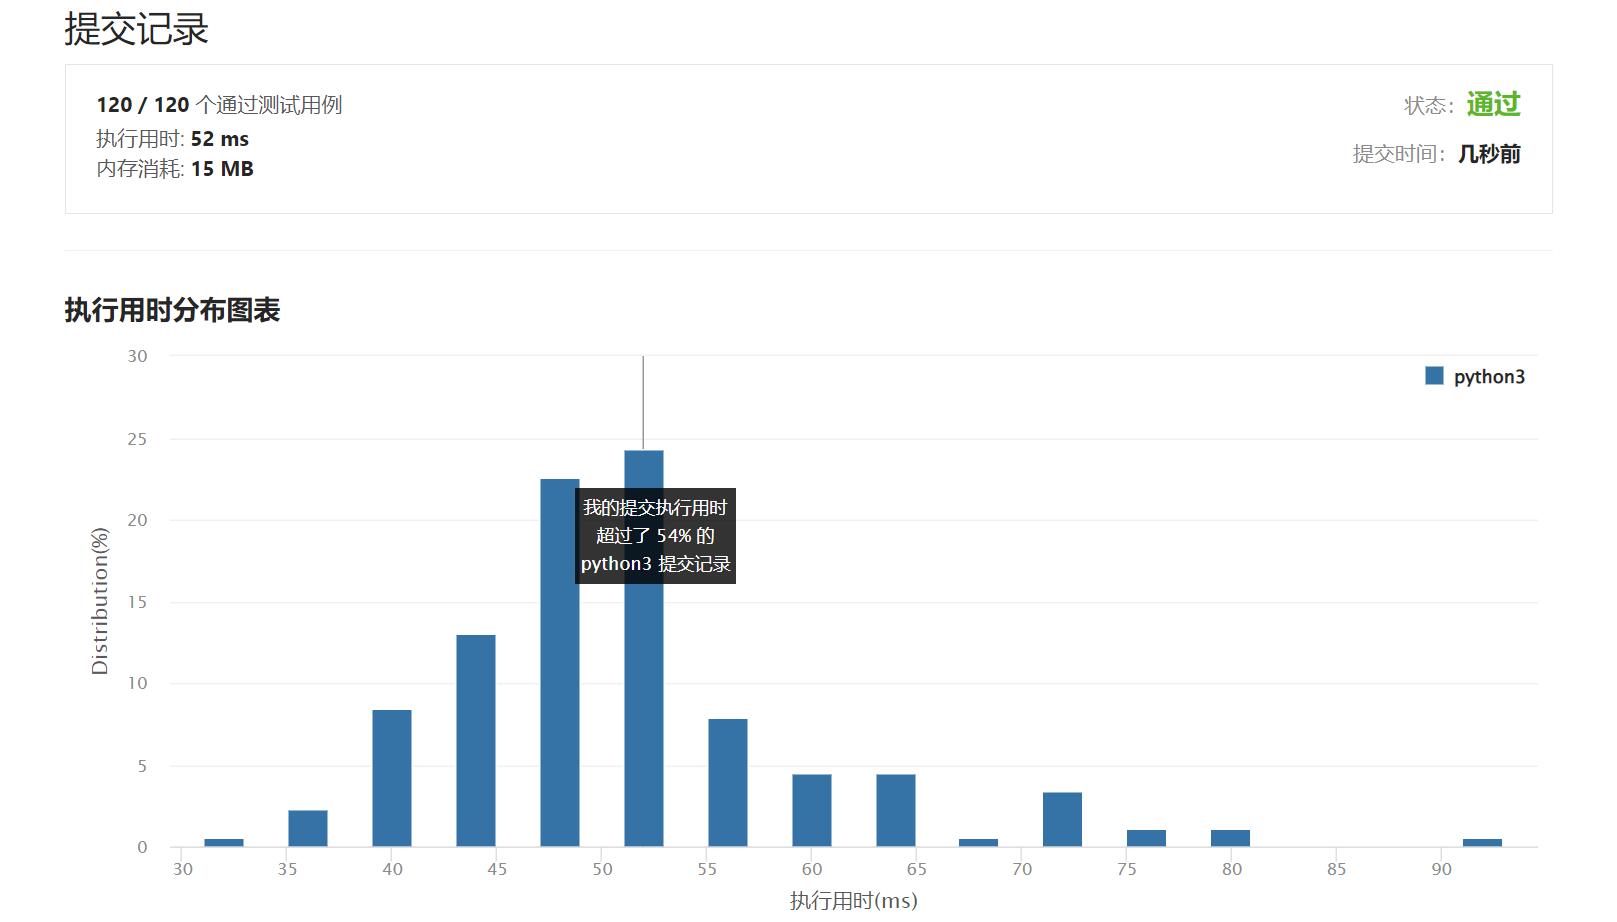 提交记录
120 / 120 个通过测试用例
状态：通过
执行用时: 52 ms
提交时间：几秒前
内存消耗: 15 MB
执行用时分布图表
30
25
20
15
10
5
0
Distribution(%)
python3
我的提交执行用时
超过了 54% 的
python3 提交记录
30 35 40 45 50 55 60 65 70 75 80 85 90
执行用时(ms)